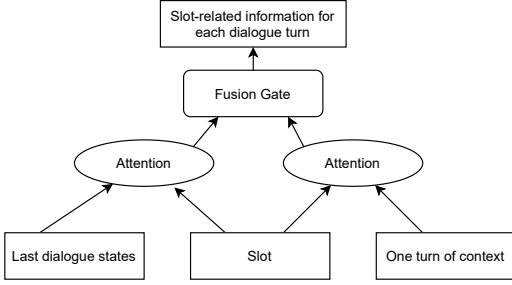 Slot-related information for
each dialogue turn
Fusion Gate
Attention
Attention
Last dialogue states
Slot
One turn of context